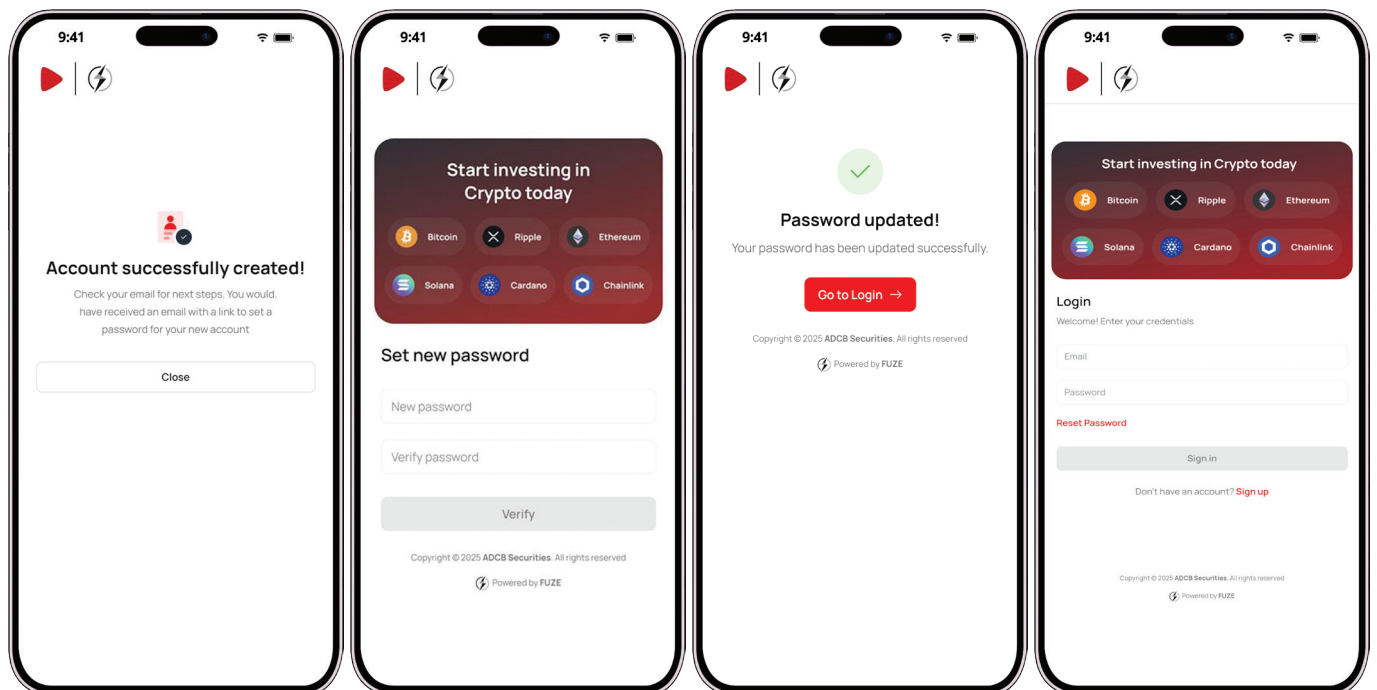 9:41
Account successfully created!
Check your email for next steps. You would.
have received an email with a link to set a
password for your new account
Close
9:41
Start investing in
Crypto today
Bitcoin
Ripple
Ethereum
Solana
Cardano
Chainlink
Set new password
New password
Verify password
Verify
Copyright © 2025 ADCB Securities. All rights reserved
Powered by FUZE
9:41
Password updated!
Your password has been updated successfully.
Go to Login →
Copyright © 2025 ADCB Securities. All rights reserved
Powered by FUZE
9:41
Start investing in Crypto today
Bitcoin
Ripple
Ethereum
Solana
Cardano
Chainlink
Login
Welcome! Enter your credentials
Email
Password
Reset Password
Sign in
Don't have an account? Sign up
Copyright © 2025 ADCB Securities. All rights reserved
Powered by FUZE